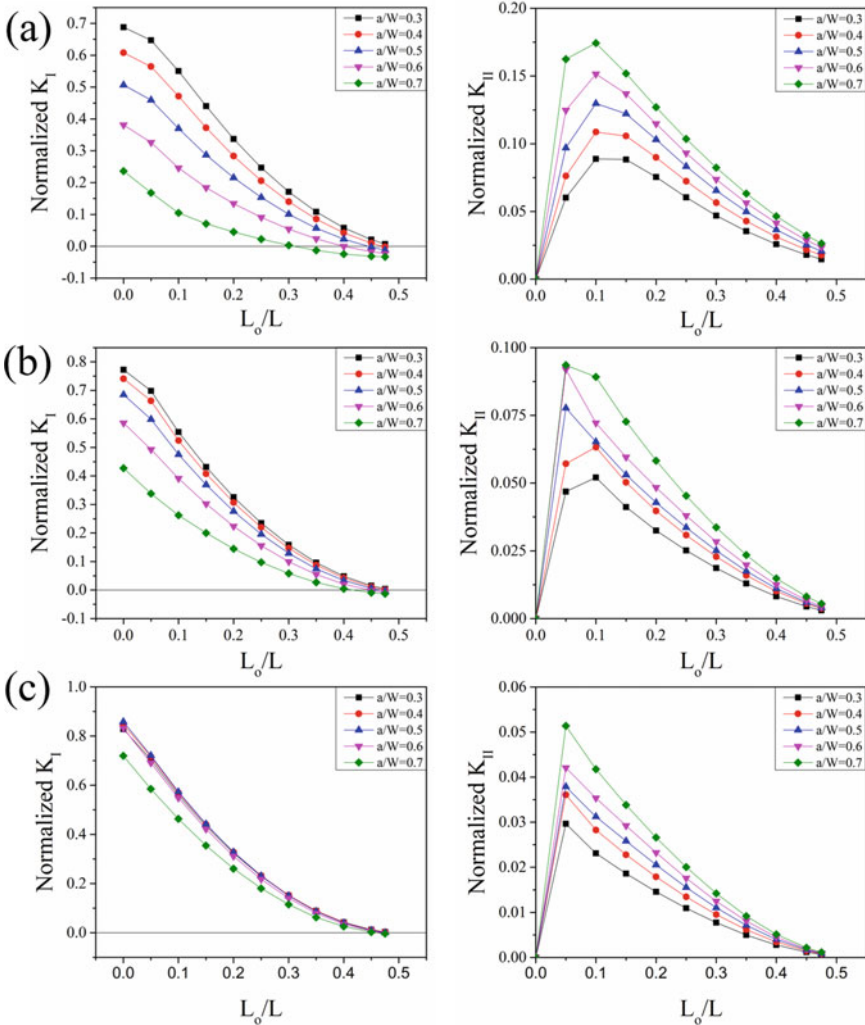 (a)
Normalized K_I
0.7
0.6
0.5
0.4
0.3
0.2
0.1
0.0
-0.1
a/W=0.3
a/W=0.4
a/W=0.5
a/W=0.6
a/W=0.7
0.0 0.1 0.2 0.3 0.4 0.5
L_o/L
Normalized K_II
0.20
0.15
0.10
0.05
0.00
a/W=0.3
a/W=0.4
a/W=0.5
a/W=0.6
a/W=0.7
0.0 0.1 0.2 0.3 0.4 0.5
L_o/L
(b)
Normalized K_I
0.8
0.7
0.6
0.5
0.4
0.3
0.2
0.1
0.0
-0.1
a/W=0.3
a/W=0.4
a/W=0.5
a/W=0.6
a/W=0.7
0.0 0.1 0.2 0.3 0.4 0.5
L_o/L
Normalized K_II
0.100
0.075
0.050
0.025
0.000
a/W=0.3
a/W=0.4
a/W=0.5
a/W=0.6
a/W=0.7
0.0 0.1 0.2 0.3 0.4 0.5
L_o/L
(c)
Normalized K_I
1.0
0.8
0.6
0.4
0.2
0.0
a/W=0.3
a/W=0.4
a/W=0.5
a/W=0.6
a/W=0.7
0.0 0.1 0.2 0.3 0.4 0.5
L_o/L
Normalized K_II
0.06
0.05
0.04
0.03
0.02
0.01
0.00
a/W=0.3
a/W=0.4
a/W=0.5
a/W=0.6
a/W=0.7
0.0 0.1 0.2 0.3 0.4 0.5
L_o/L